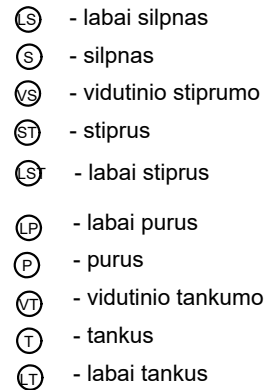 LS - labai silpnas
S - silpnas
VS - vidutinio stiprumo
ST - stiprus
LST - labai stiprus
LP - labai purus
P - purus
VT - vidutinio tankumo
T - tankus
LT - labai tankus